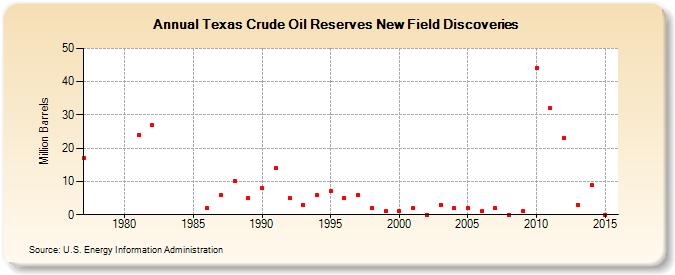 Annual Texas Crude Oil Reserves New Field Discoveries
Million Barrels
50
40
30
20
10
0
1980 1985 1990 1995 2000 2005 2010 2015
Source: U.S. Energy Information Administration